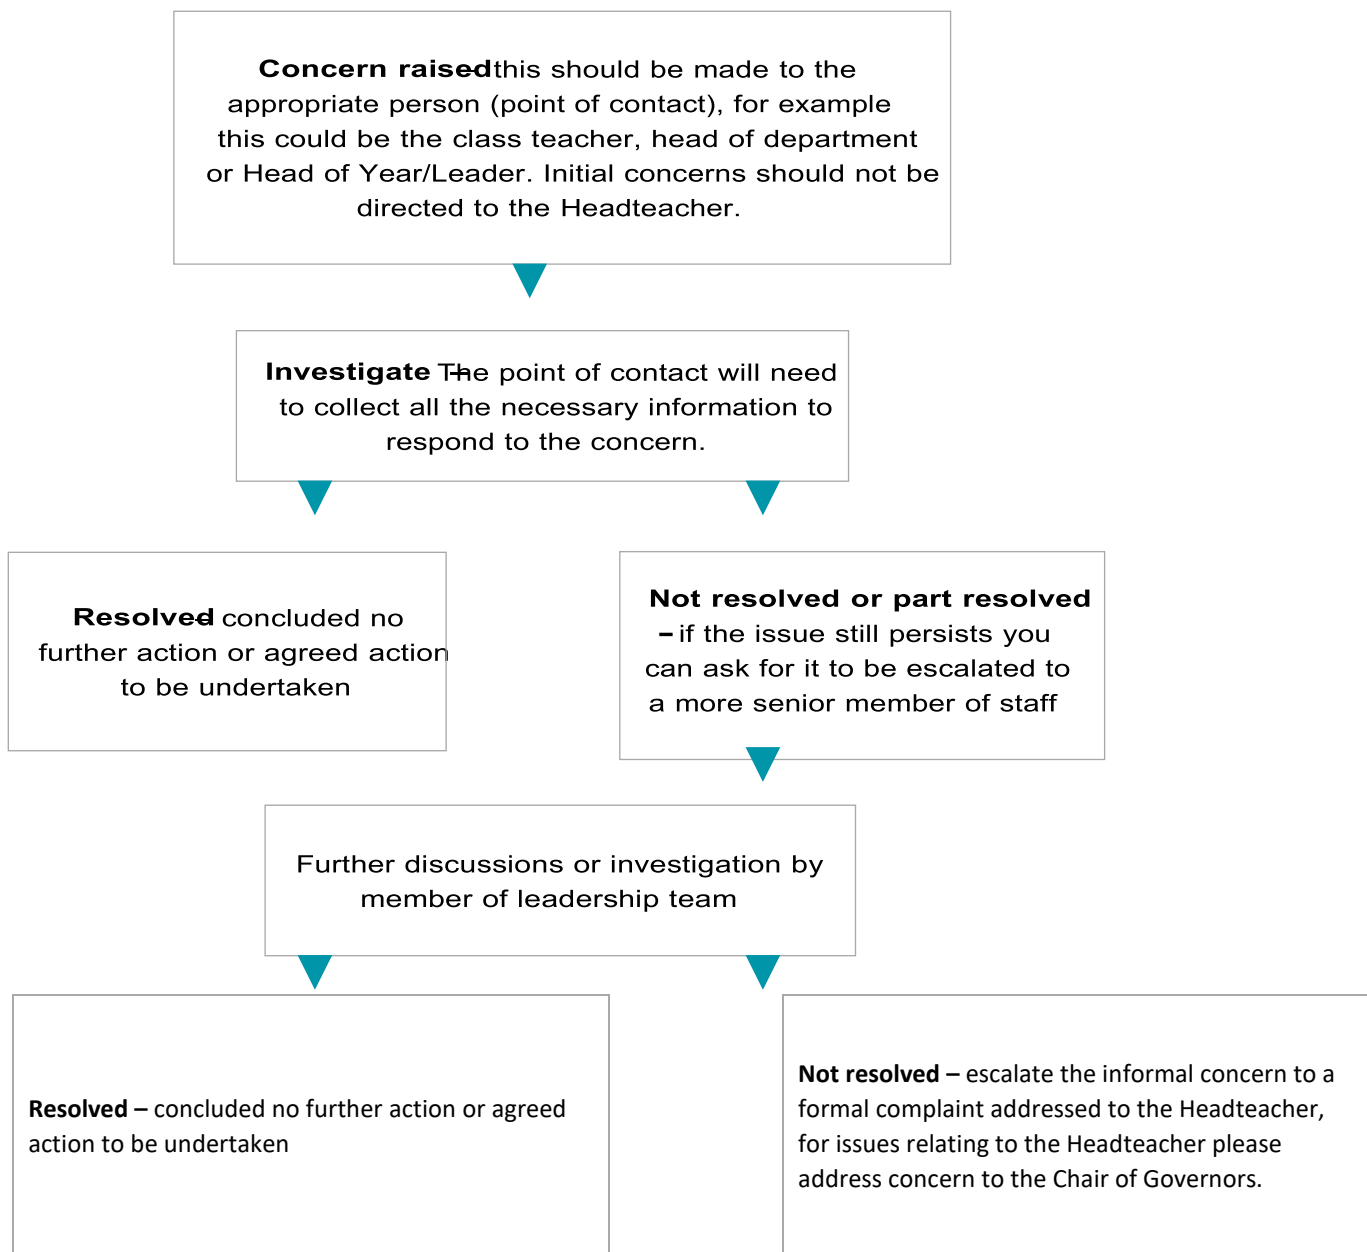 Concern raised – this should be made to the
appropriate person (point of contact), for example
this could be the class teacher, head of department
or Head of Year/Leader. Initial concerns should not be
directed to the Headteacher.
Investigate – The point of contact will need
to collect all the necessary information to
respond to the concern.
Resolved – concluded no
further action or agreed action
to be undertaken
Not resolved or part resolved
– if the issue still persists you
can ask for it to be escalated to
a more senior member of staff
Further discussions or investigation by
member of leadership team
Resolved – concluded no further action or agreed
action to be undertaken
Not resolved – escalate the informal concern to a
formal complaint addressed to the Headteacher,
for issues relating to the Headteacher please
address concern to the Chair of Governors.